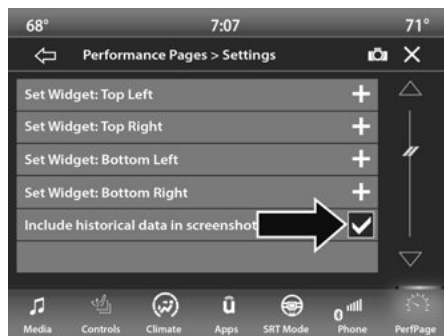 68° 7:07 71°
Performance Pages > Settings
Set Widget: Top Left
Set Widget: Top Right
Set Widget: Bottom Left
Set Widget: Bottom Right
Include historical data in screenshot
Media Controls Climate Apps SRT Mode Phone PerfPage